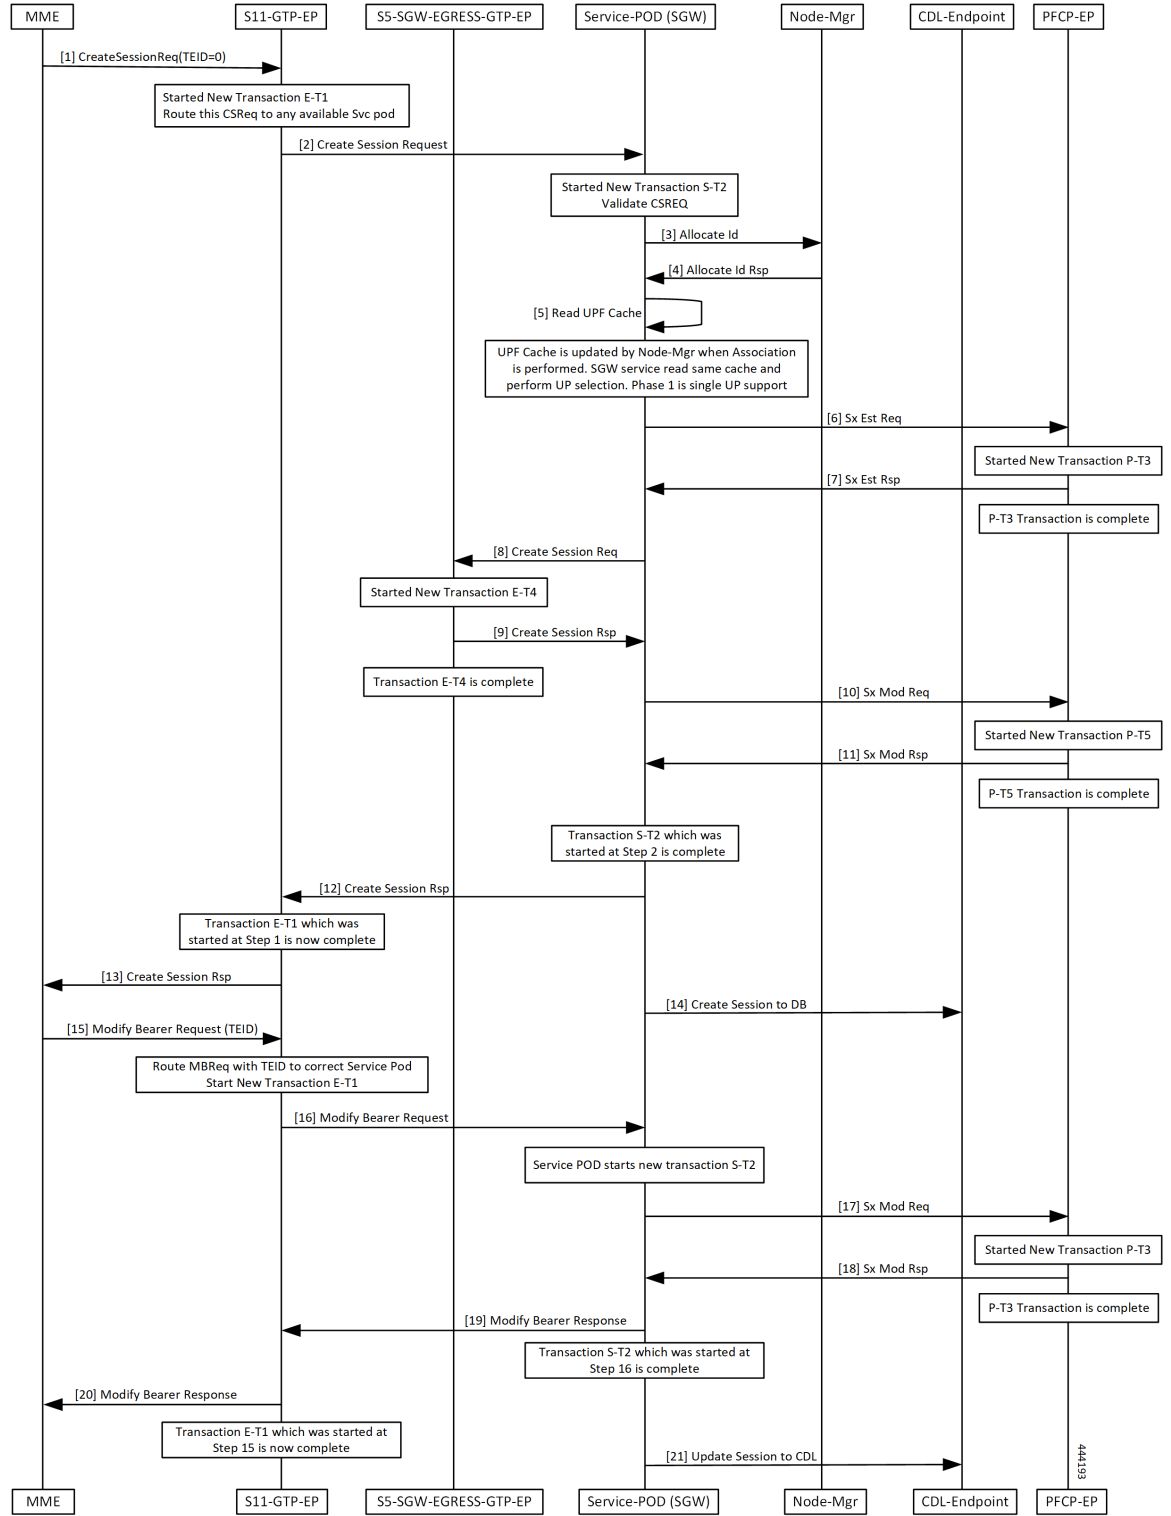 MME
S11-GTP-EP
S5-SGW-EGRESS-GTP-EP
Service-POD (SGW)
Node-Mgr
CDL-Endpoint
PFCP-EP
[1] CreateSessionReq(TEID=0)
Started New Transaction E-T1
Route this CSReq to any available Svc pod
[2] Create Session Request
Started New Transaction S-T2
Validate CSREQ
[3] Allocate Id
[4] Allocate Id Rsp
[5] Read UPF Cache
UPF Cache is updated by Node-Mgr when Association
is performed. SGW service read same cache and
perform UP selection. Phase 1 is single UP support
[6] Sx Est Req
Started New Transaction P-T3
[7] Sx Est Rsp
P-T3 Transaction is complete
[8] Create Session Req
Started New Transaction E-T4
[9] Create Session Rsp
Transaction E-T4 is complete
[10] Sx Mod Req
Started New Transaction P-T5
[11] Sx Mod Rsp
P-T5 Transaction is complete
Transaction S-T2 which was
started at Step 2 is complete
[12] Create Session Rsp
Transaction E-T1 which was
started at Step 1 is now complete
[13] Create Session Rsp
[14] Create Session to DB
[15] Modify Bearer Request (TEID)
Route MBReq with TEID to correct Service Pod
Start New Transaction E-T1
[16] Modify Bearer Request
Service POD starts new transaction S-T2
[17] Sx Mod Req
Started New Transaction P-T3
[18] Sx Mod Rsp
P-T3 Transaction is complete
[19] Modify Bearer Response
Transaction S-T2 which was started at
Step 16 is complete
[20] Modify Bearer Response
Transaction E-T1 which was started at
Step 15 is now complete
[21] Update Session to CDL
444193
MME
S11-GTP-EP
S5-SGW-EGRESS-GTP-EP
Service-POD (SGW)
Node-Mgr
CDL-Endpoint
PFCP-EP